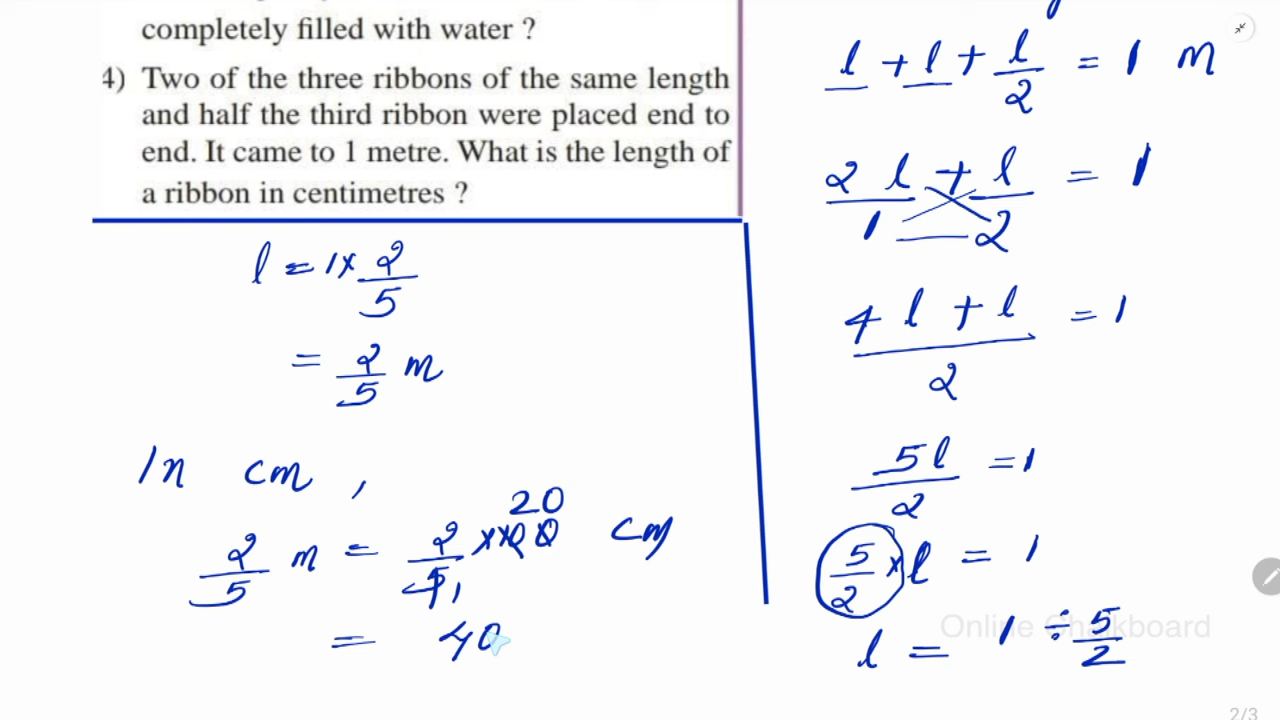 completely filled with water ?
4) Two of the three ribbons of the same length
and half the third ribbon were placed end to
end. It came to 1 metre. What is the length of
a ribbon in centimetres ?
l + l + l/2 = 1 m
2l/1 + l/2 = 1
4l + l/2 = 1
5l/2 = 1
5/2 × l = 1
l = 1 ÷ 5/2
l = 1 × 2/5
= 2/5 m
In cm,
20
2/5 m = 2/5 × 100 cm
1
= 40
Online Chalkboard
2/3